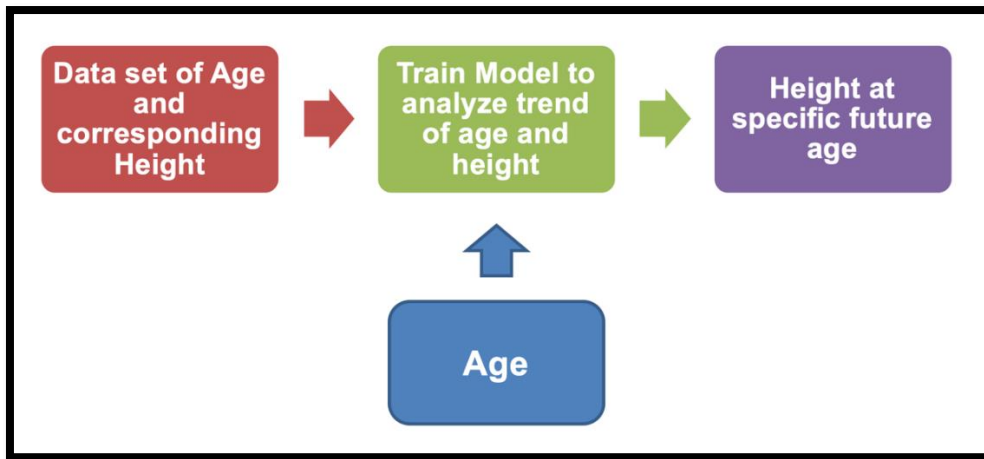 Data set of Age
and
corresponding
Height
Train Model to
analyze trend
of age and
height
Height at
specific future
age
Age